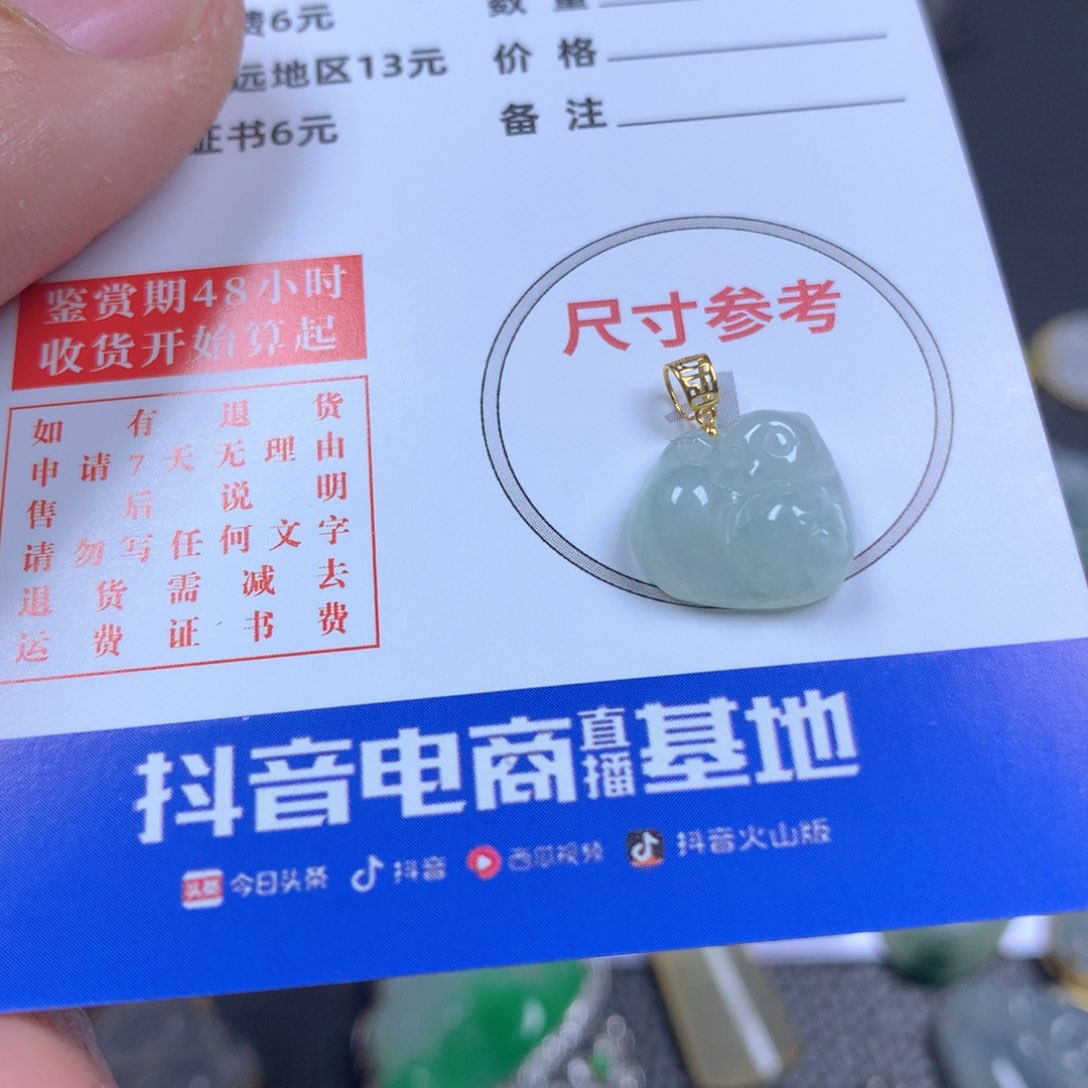 费6元
远地区13元
证书6元
数量
价格
备注
鉴赏期48小时
收货开始算起
如有退货
申请7天无理由
售后说明
请勿写任何文字
退货需减去
运费证书费
尺寸参考
抖音电商直播基地
头条 今日头条 抖音 西瓜视频 抖音火山版